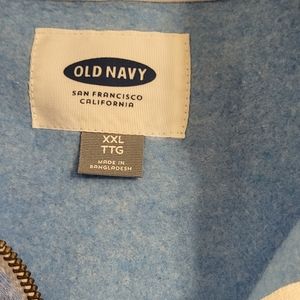 OLD NAVY
SAN FRANCISCO
CALIFORNIA
XXL
TTG
MADE IN
BANGLADESH